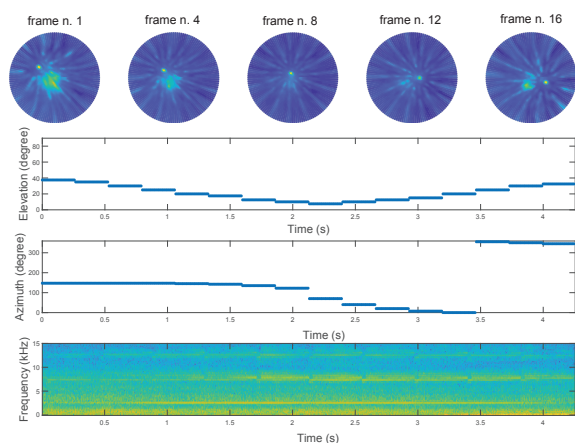 frame n. 1 frame n. 4 frame n. 8 frame n. 12 frame n. 16
Elevation (degree)
80
60
40
20
0
0 0.5 1 1.5 2 2.5 3 3.5 4
Time (s)
Azimuth (degree)
300
200
100
0
0 0.5 1 1.5 2 2.5 3 3.5 4
Time (s)
Frequency (kHz)
15
10
5
0
0 0.5 1 1.5 2 2.5 3 3.5 4
Time (s)